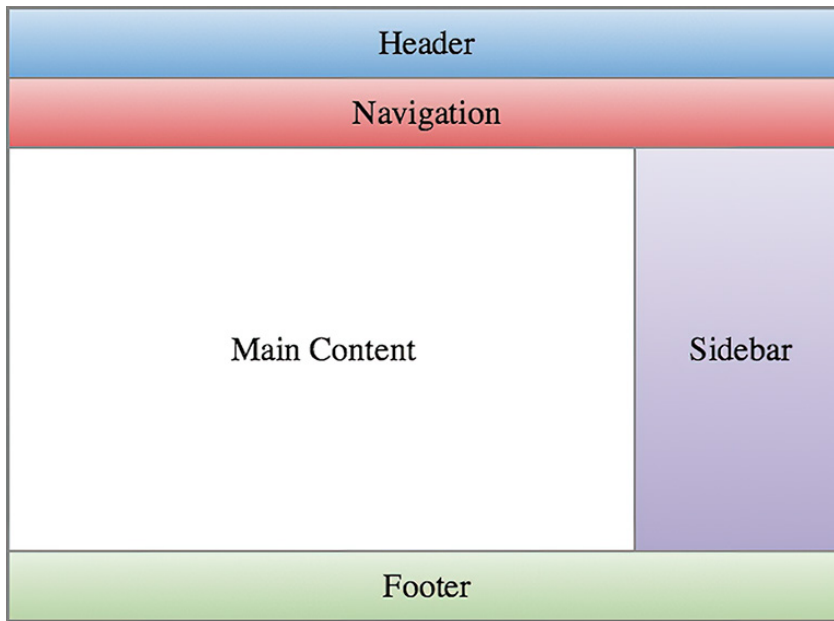 Header
Navigation
Main Content
Sidebar
Footer